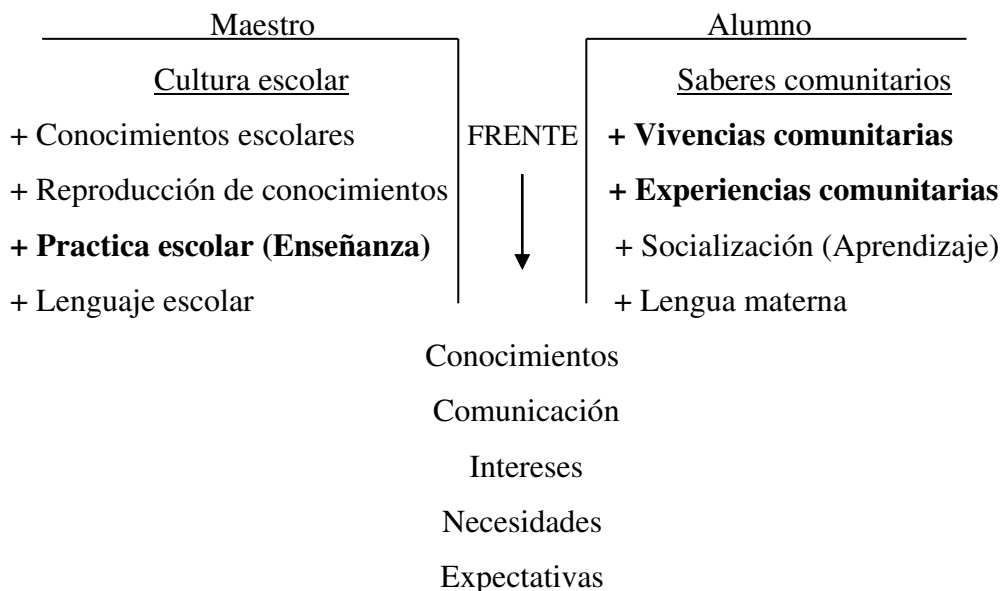 Maestro
Alumno
Cultura escolar
Saberes comunitarios
+ Conocimientos escolares
FRENTE
+ Vivencias comunitarias
+ Reproducción de conocimientos
+ Experiencias comunitarias
+ Practica escolar (Enseñanza)
+ Socialización (Aprendizaje)
+ Lenguaje escolar
+ Lengua materna
Conocimientos
Comunicación
Intereses
Necesidades
Expectativas